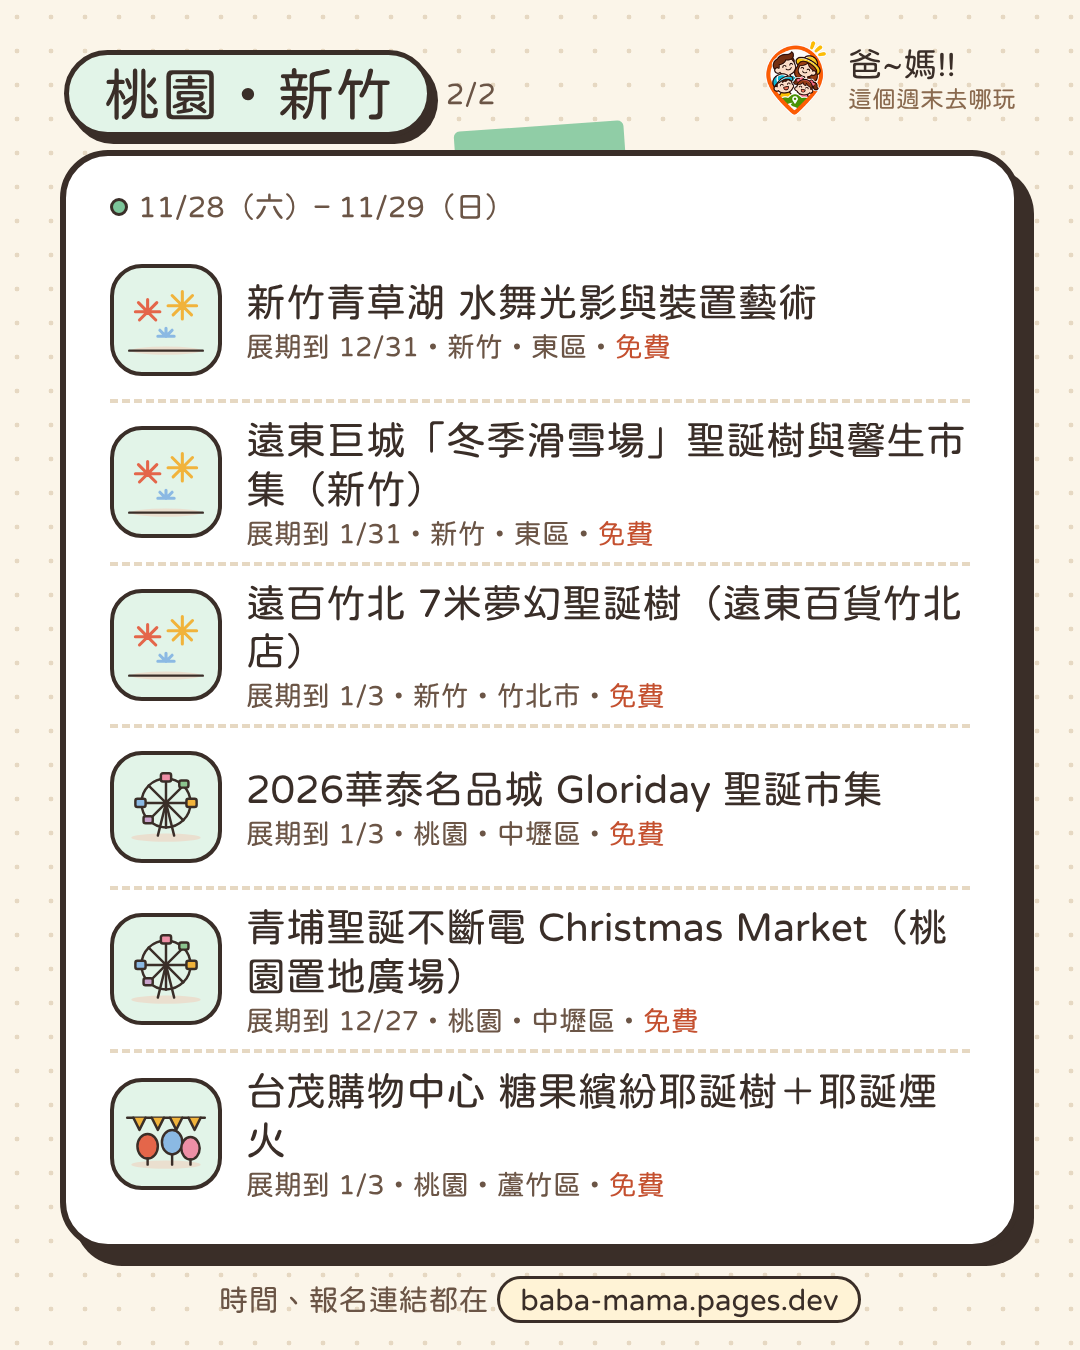 桃園・新竹
2/2
爸~媽!!
這個週末去哪玩
11/28（六）– 11/29（日）
新竹青草湖 水舞光影與裝置藝術
展期到 12/31・新竹・東區・免費
遠東巨城「冬季滑雪場」聖誕樹與馨生市
集（新竹）
展期到 1/31・新竹・東區・免費
遠百竹北 7米夢幻聖誕樹（遠東百貨竹北
店）
展期到 1/3・新竹・竹北市・免費
2026華泰名品城 Gloriday 聖誕市集
展期到 1/3・桃園・中壢區・免費
青埔聖誕不斷電 Christmas Market（桃
園置地廣場）
展期到 12/27・桃園・中壢區・免費
台茂購物中心 糖果繽紛耶誕樹＋耶誕煙
火
展期到 1/3・桃園・蘆竹區・免費
時間、報名連結都在 baba-mama.pages.dev